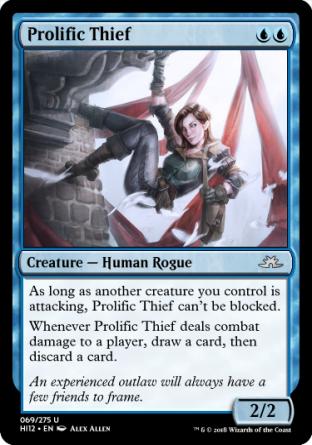 Prolific Thief
Creature — Human Rogue
As long as another creature you control is
attacking, Prolific Thief can't be blocked.
Whenever Prolific Thief deals combat
damage to a player, draw a card, then
discard a card.
An experienced outlaw will always have
a few friends to frame.
2/2
069/275 U
HI12 • EN ALEX ALLEN
™ & © 2018 Wizards of the Coast